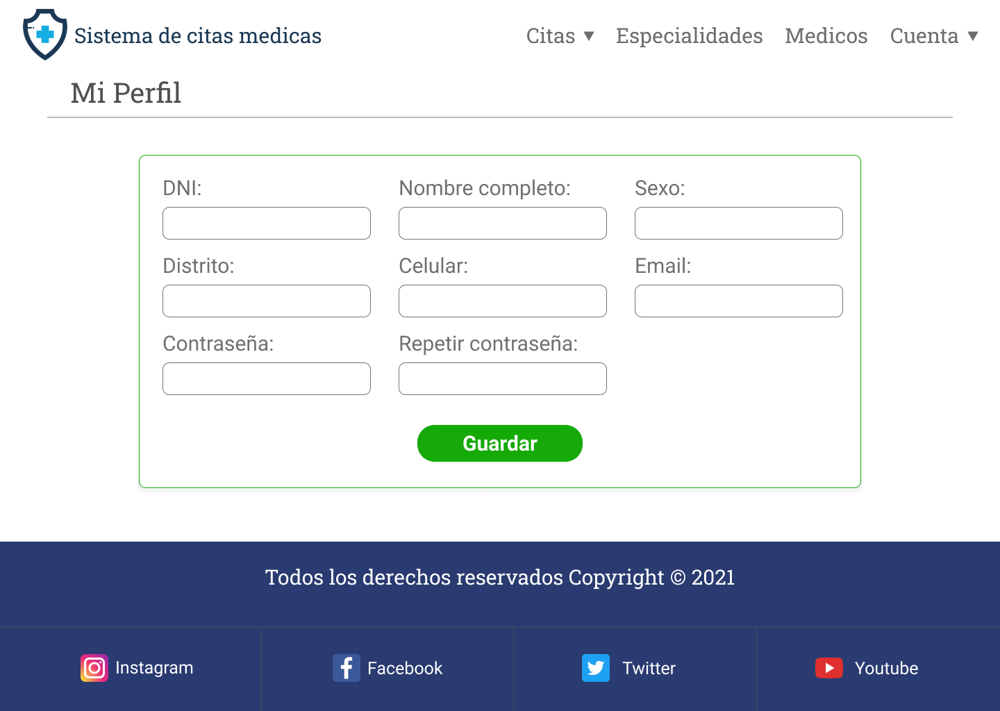 Sistema de citas medicas
Citas ▼ Especialidades Medicos Cuenta ▼
Mi Perfil
DNI: Nombre completo: Sexo:
Distrito: Celular: Email:
Contraseña: Repetir contraseña:
Guardar
Todos los derechos reservados Copyright © 2021
Instagram Facebook Twitter Youtube